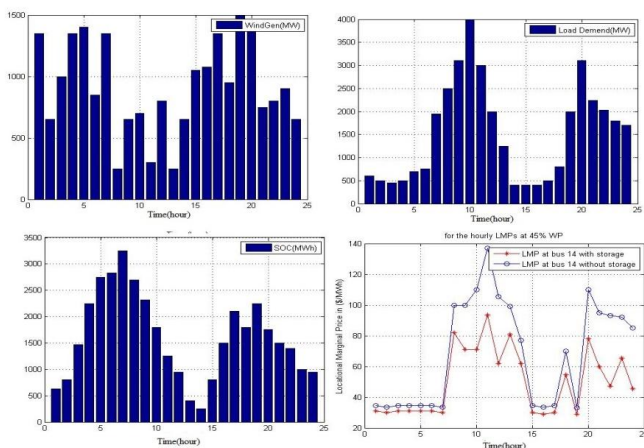 1500
1000
500
0
WindGen(MW)
0 5 10 15 20 25
Time(hour)
4000
3500
3000
2500
2000
1500
1000
500
0
Load Demend(MW)
0 5 10 15 20 25
Time(hour)
3500
3000
2500
2000
1500
1000
500
0
SOC(MWh)
0 5 10 15 20 25
Time(hour)
for the hourly LMPs at 45% WP
Locational Marginal Price in ($/MWh)
140
120
100
80
60
40
20
LMP at bus 14 with storage
LMP at bus 14 without storage
0 5 10 15 20 25
Time(hour)